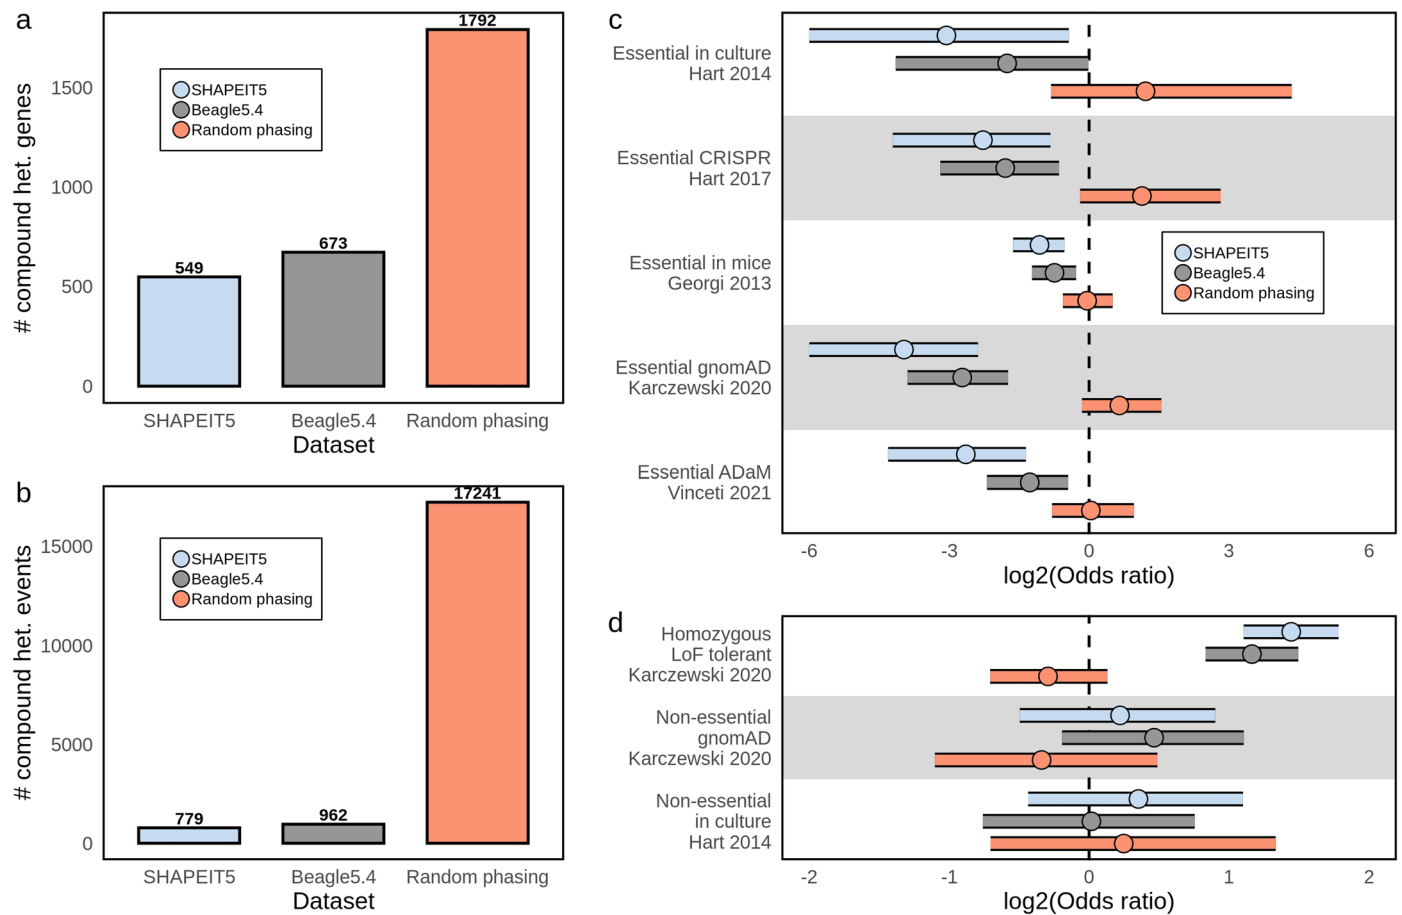 a
# compound het. genes
1500
1000
500
0
1792
549
673
SHAPEIT5
Beagle5.4
Random phasing
SHAPEIT5
Beagle5.4
Random phasing
Dataset
b
# compound het. events
15000
10000
5000
0
17241
779
962
SHAPEIT5
Beagle5.4
Random phasing
SHAPEIT5
Beagle5.4
Random phasing
Dataset
c
Essential in culture
Hart 2014
Essential CRISPR
Hart 2017
Essential in mice
Georgi 2013
Essential gnomAD
Karczewski 2020
Essential ADaM
Vinceti 2021
SHAPEIT5
Beagle5.4
Random phasing
-6
-3
0
3
6
log2(Odds ratio)
d
Homozygous
LoF tolerant
Karczewski 2020
Non-essential
gnomAD
Karczewski 2020
Non-essential
in culture
Hart 2014
-2
-1
0
1
2
log2(Odds ratio)